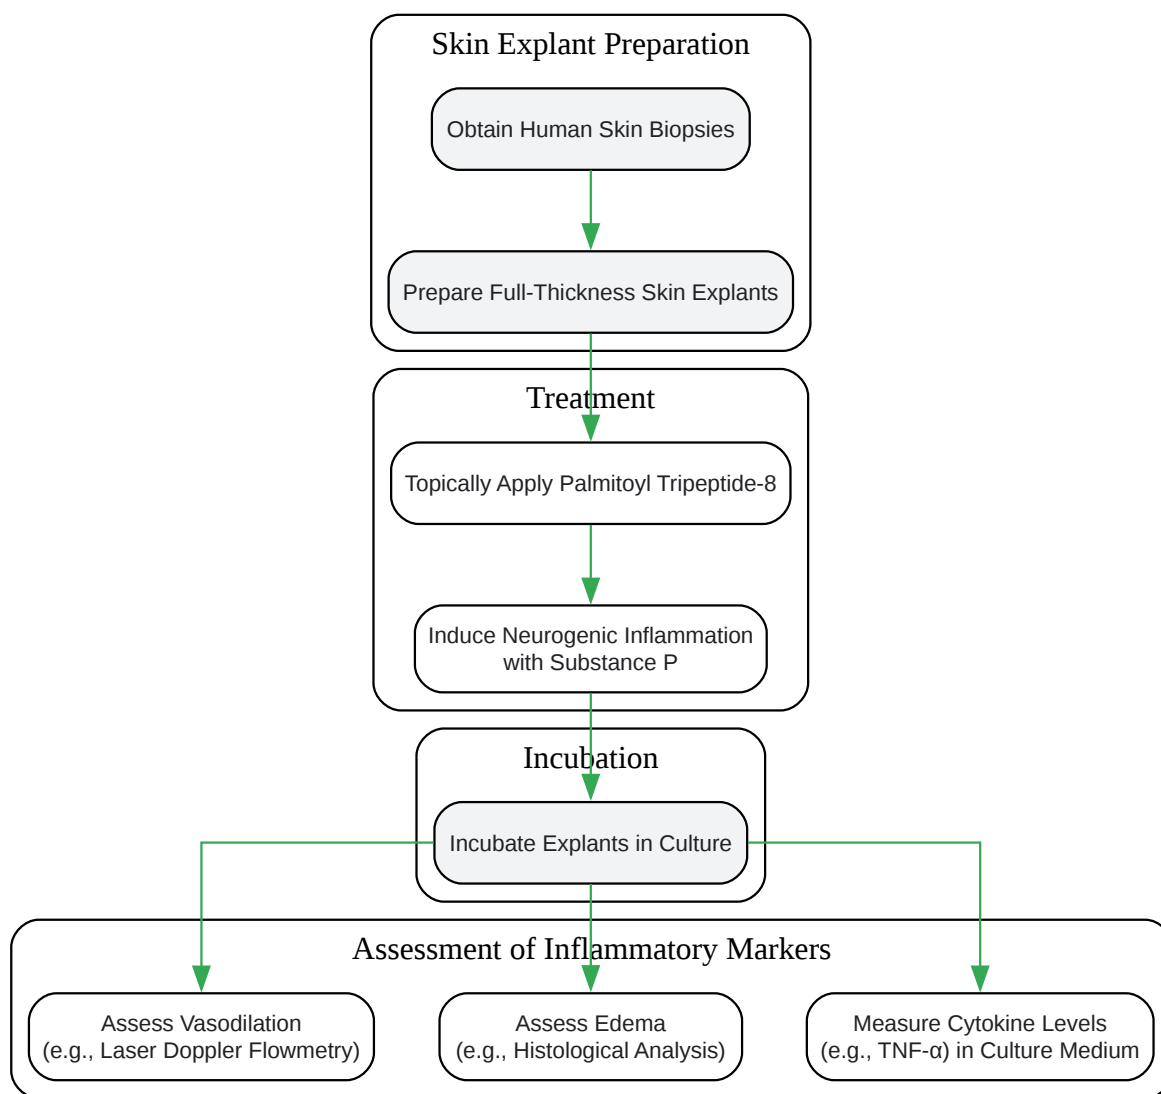 Skin Explant Preparation
Obtain Human Skin Biopsies
Prepare Full-Thickness Skin Explants
Treatment
Topically Apply Palmitoyl Tripeptide-8
Induce Neurogenic Inflammation
with Substance P
Incubation
Incubate Explants in Culture
Assessment of Inflammatory Markers
Assess Vasodilation
(e.g., Laser Doppler Flowmetry)
Assess Edema
(e.g., Histological Analysis)
Measure Cytokine Levels
(e.g., TNF-α) in Culture Medium